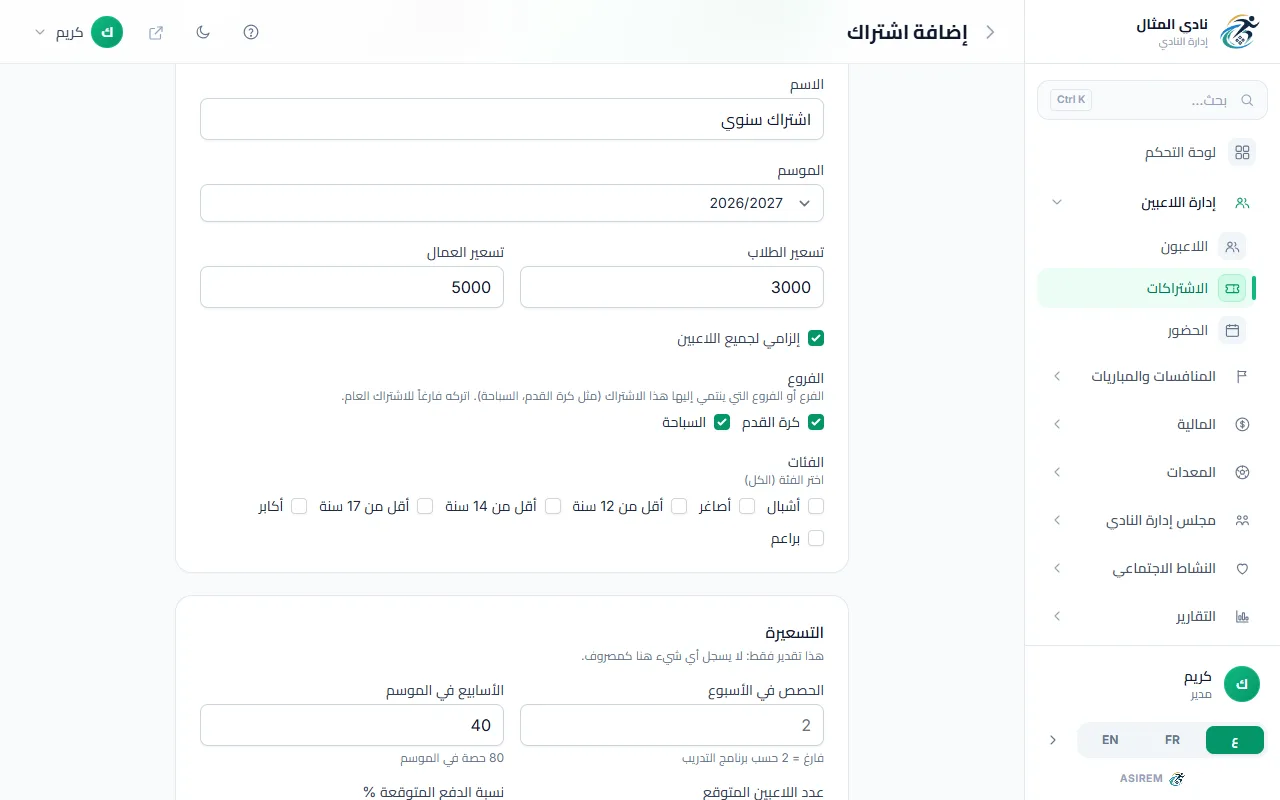 نادي المثال
إدارة النادي
بحث...
Ctrl K
لوحة التحكم
إدارة اللاعبين
اللاعبون
الاشتراكات
الحضور
المنافسات والمباريات
المالية
المعدات
مجلس إدارة النادي
النشاط الاجتماعي
التقارير
ك
كريم
مدير
ع
FR
EN
ASIREM
إضافة اشتراك
ك
كريم
الاسم
اشتراك سنوي
الموسم
2026/2027
تسعير الطلاب
تسعير العمال
3000
5000
إلزامي لجميع اللاعبين
الفروع
الفرع أو الفروع التي ينتمي إليها هذا الاشتراك (مثل كرة القدم، السباحة). اتركه فارغاً للاشتراك العام.
كرة القدم السباحة
الفئات
اختر الفئة (الكل)
أشبال أصاغر أقل من 12 سنة أقل من 14 سنة أقل من 17 سنة أكابر
براعم
التسعيرة
هذا تقدير فقط: لا يسجل أي شيء هنا كمصروف.
الحصص في الأسبوع
الأسابيع في الموسم
2
40
فارغ = 2 حسب برنامج التدريب
80 حصة في الموسم
عدد اللاعبين المتوقع
نسبة الدفع المتوقعة %